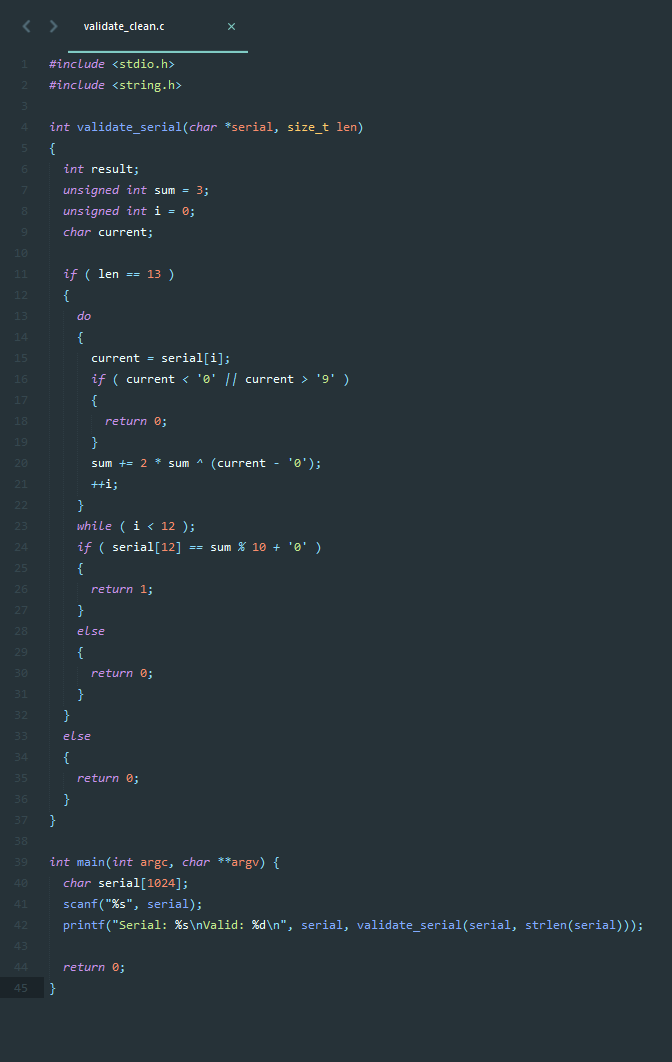 validate_clean.c
1 #include <stdio.h>
2 #include <string.h>
3
4 int validate_serial(char *serial, size_t len)
5 {
6   int result;
7   unsigned int sum = 3;
8   unsigned int i = 0;
9   char current;
10
11   if ( len == 13 )
12   {
13     do
14     {
15       current = serial[i];
16       if ( current < '0' || current > '9' )
17       {
18         return 0;
19       }
20       sum += 2 * sum ^ (current - '0');
21       ++i;
22     }
23     while ( i < 12 );
24     if ( serial[12] == sum % 10 + '0' )
25     {
26       return 1;
27     }
28     else
29     {
30       return 0;
31     }
32   }
33   else
34   {
35     return 0;
36   }
37 }
38
39 int main(int argc, char **argv) {
40   char serial[1024];
41   scanf("%s", serial);
42   printf("Serial: %s\nValid: %d\n", serial, validate_serial(serial, strlen(serial)));
43
44   return 0;
45 }